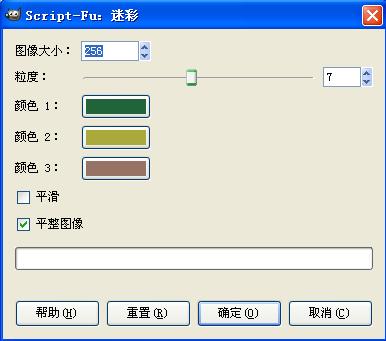 Script-Fu：迷彩
图像大小： 256
粒度： 7
颜色 1：
颜色 2：
颜色 3：
平滑
平整图像
帮助(H) 重置(R) 确定(O) 取消(C)